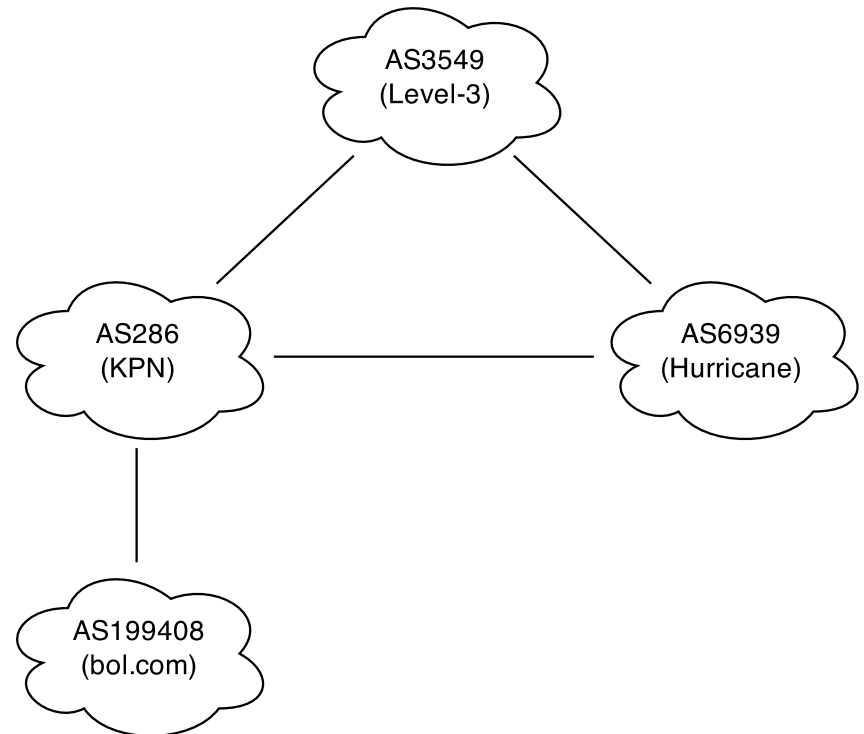 AS3549
(Level-3)
AS286
(KPN)
AS6939
(Hurricane)
AS199408
(bol.com)